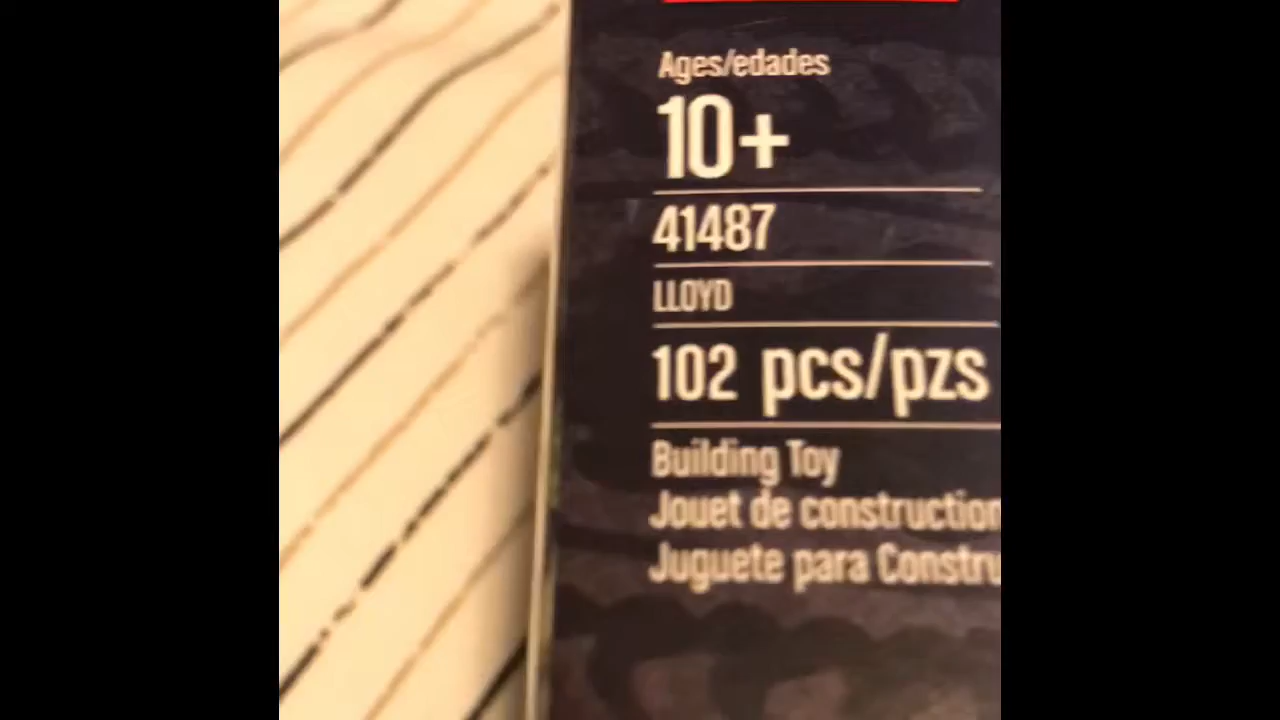 Ages/edades
10+
41487
LLOYD
102 pcs/pzs
Building Toy
Jouet de construction
Juguete para Constru